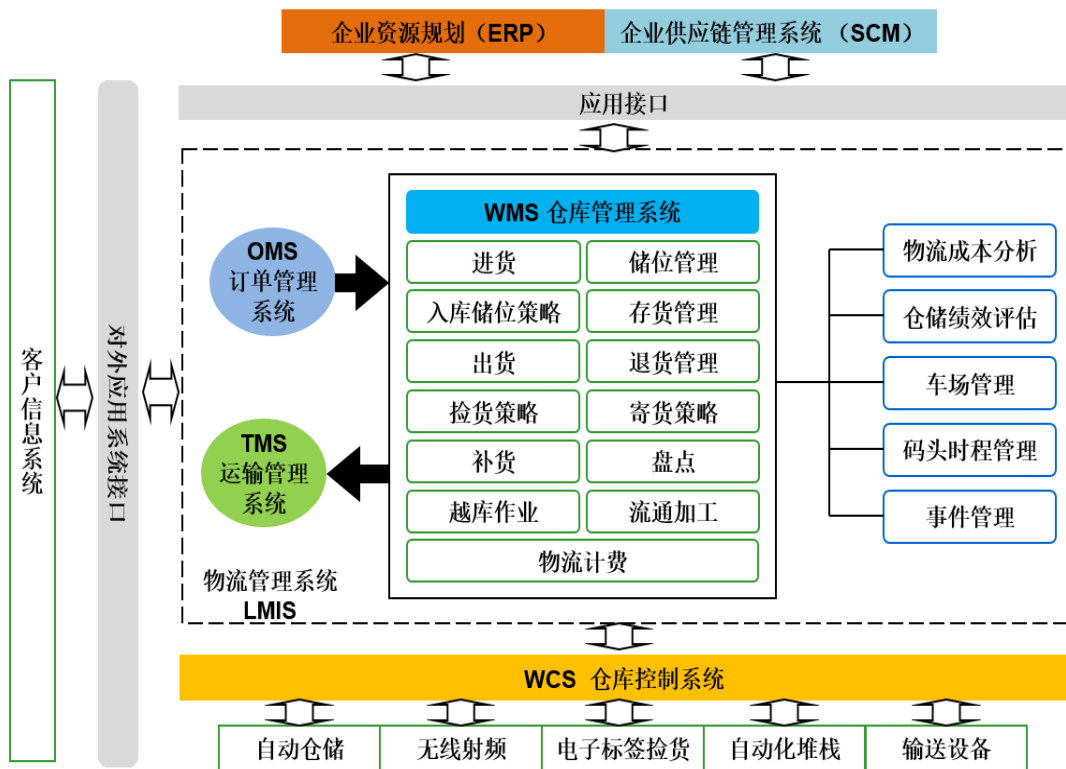 企业资源规划（ERP）
企业供应链管理系统 （SCM）
应用接口
客户信息系统
对外应用系统接口
OMS
订单管理
系统
TMS
运输管理
系统
物流管理系统
LMIS
WMS 仓库管理系统
进货
储位管理
入库储位策略
存货管理
出货
退货管理
捡货策略
寄货策略
补货
盘点
越库作业
流通加工
物流计费
物流成本分析
仓储绩效评估
车场管理
码头时程管理
事件管理
WCS 仓库控制系统
自动仓储
无线射频
电子标签捡货
自动化堆栈
输送设备